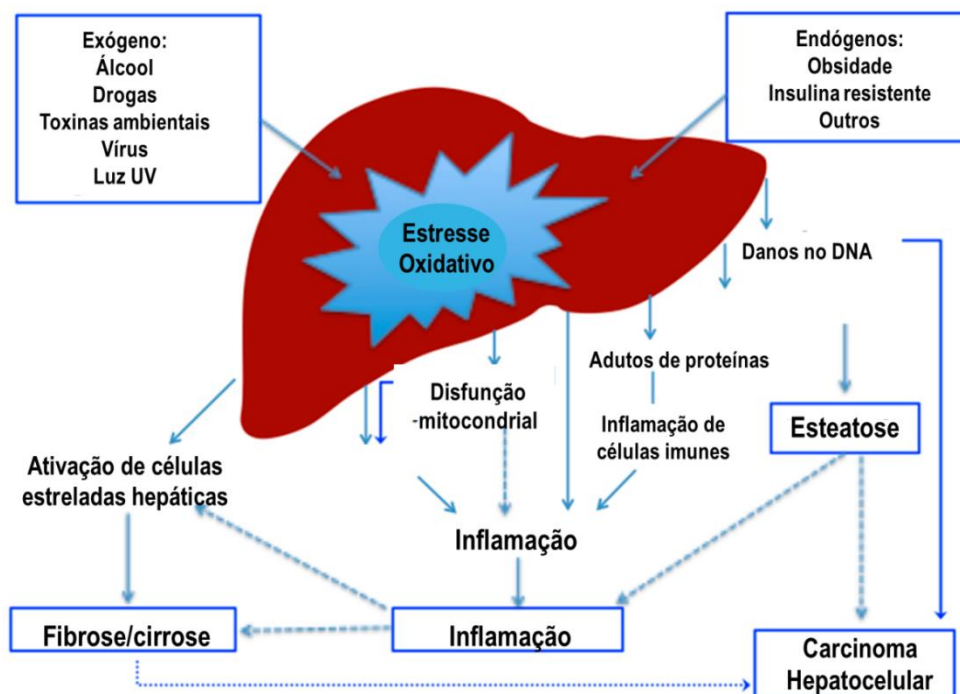 Exógeno:
Álcool
Drogas
Toxinas ambientais
Vírus
Luz UV
Endógenos:
Obsidade
Insulina resistente
Outros
Estresse
Oxidativo
Danos no DNA
Adutos de proteínas
Disfunção
-mitocondrial
Inflamação de
células imunes
Esteatose
Ativação de células
estreladas hepáticas
Inflamação
Fibrose/cirrose
Inflamação
Carcinoma
Hepatocelular